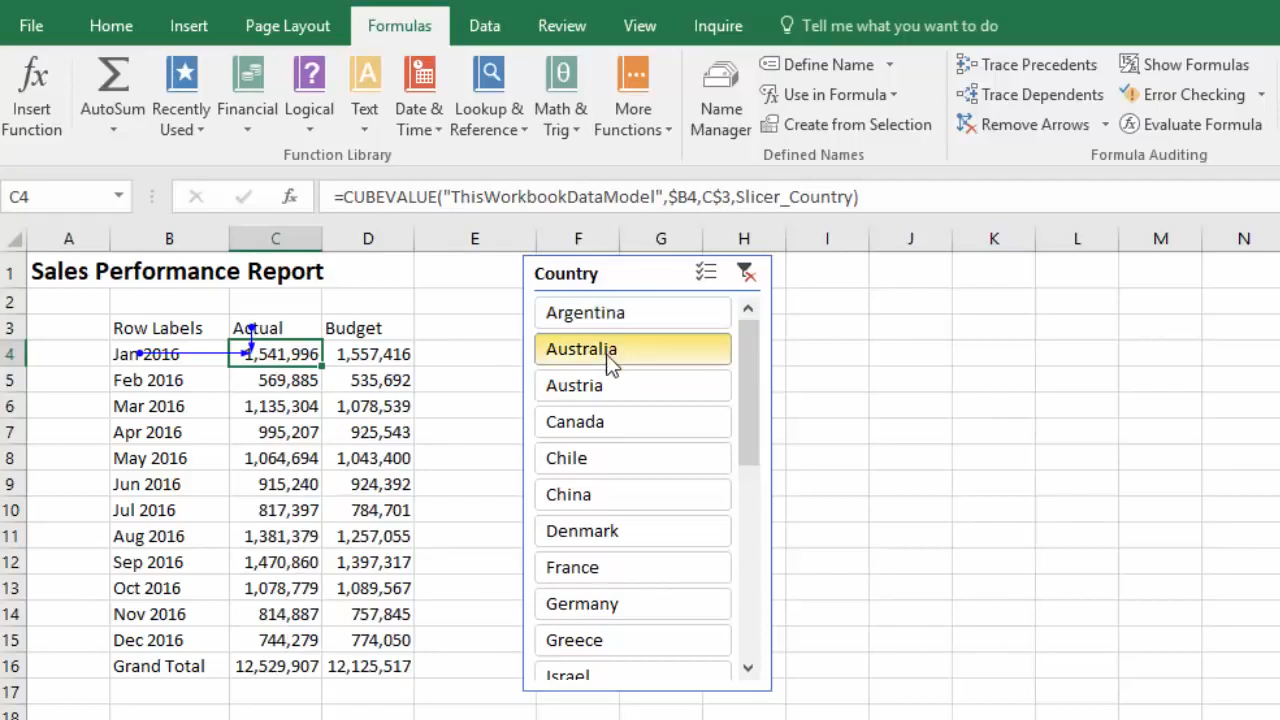 File Home Insert Page Layout Formulas Data Review View Inquire Tell me what you want to do
fx Insert Function
Σ AutoSum
Recently Used
Financial
Logical
Text
Date & Time
Lookup & Reference
Math & Trig
More Functions
Function Library
Name Manager
Define Name
Use in Formula
Create from Selection
Defined Names
Trace Precedents
Trace Dependents
Remove Arrows
Show Formulas
Error Checking
Evaluate Formula
Formula Auditing
C4 fx =CUBEVALUE("ThisWorkbookDataModel",$B4,C$3,Slicer_Country)
A B C D E F G H I J K L M N
1 Sales Performance Report
2
3 Row Labels Actual Budget
4 Jan 2016 1,541,996 1,557,416
5 Feb 2016 569,885 535,692
6 Mar 2016 1,135,304 1,078,539
7 Apr 2016 995,207 925,543
8 May 2016 1,064,694 1,043,400
9 Jun 2016 915,240 924,392
10 Jul 2016 817,397 784,701
11 Aug 2016 1,381,379 1,257,055
12 Sep 2016 1,470,860 1,397,317
13 Oct 2016 1,078,779 1,089,567
14 Nov 2016 814,887 757,845
15 Dec 2016 744,279 774,050
16 Grand Total 12,529,907 12,125,517
17
18
Country
Argentina
Australia
Austria
Canada
Chile
China
Denmark
France
Germany
Greece
Israel